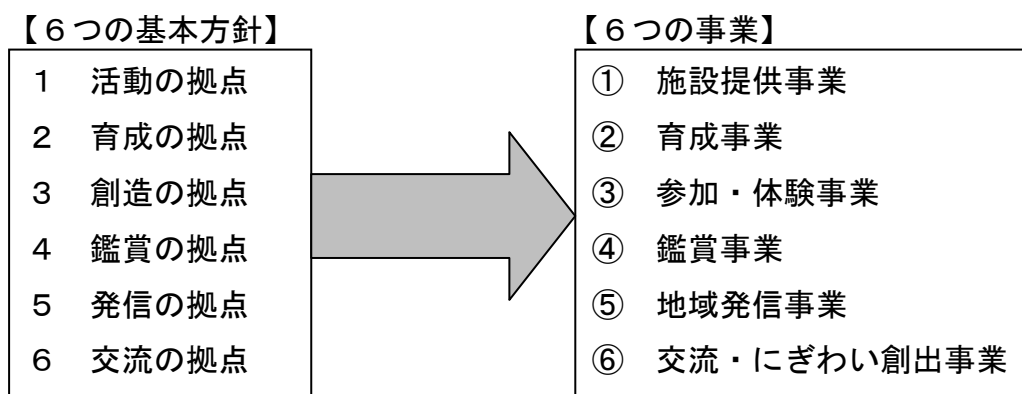 【６つの基本方針】
１　活動の拠点
２　育成の拠点
３　創造の拠点
４　鑑賞の拠点
５　発信の拠点
６　交流の拠点
【６つの事業】
①　施設提供事業
②　育成事業
③　参加・体験事業
④　鑑賞事業
⑤　地域発信事業
⑥　交流・にぎわい創出事業